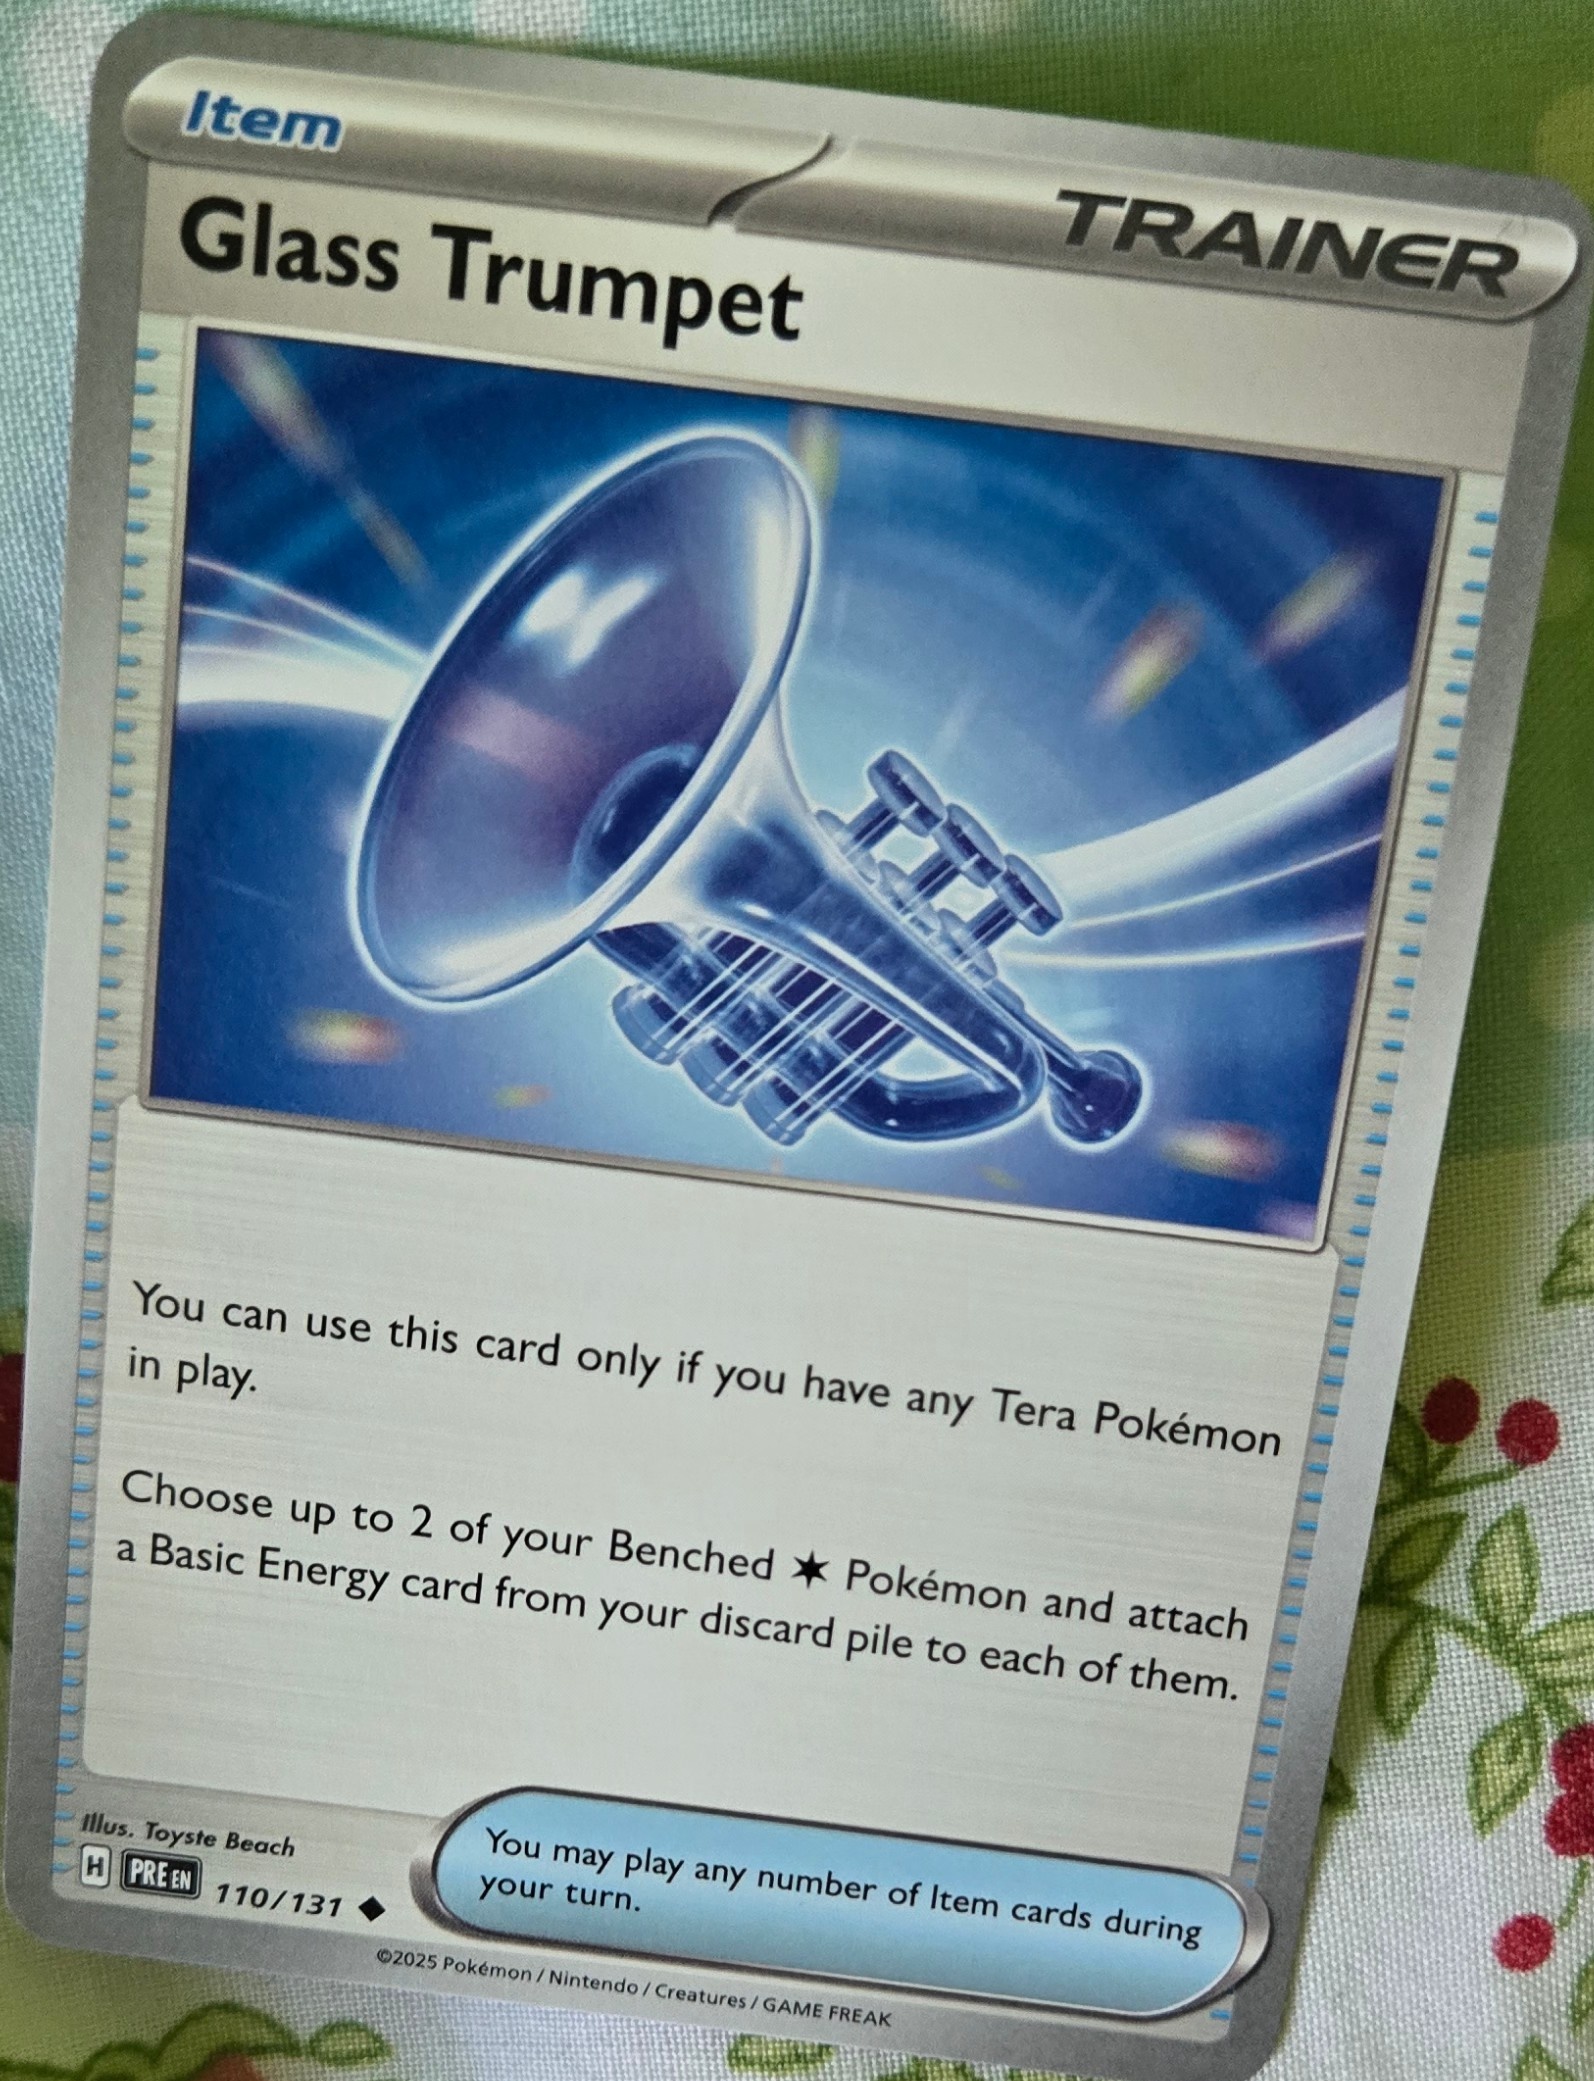 Item
TRAINER
Glass Trumpet
You can use this card only if you have any Tera Pokémon
in play.
Choose up to 2 of your Benched ✶ Pokémon and attach
a Basic Energy card from your discard pile to each of them.
Illus. Toyste Beach
H PRE EN 110/131 ◆
You may play any number of Item cards during
your turn.
©2025 Pokémon / Nintendo / Creatures / GAME FREAK